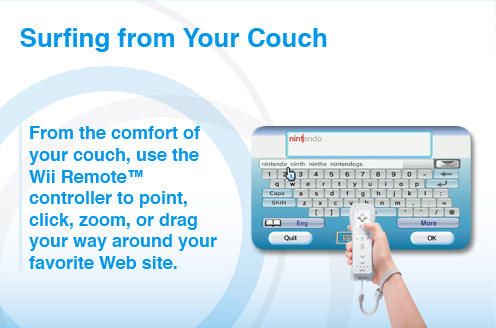 Surfing from Your Couch
From the comfort of
your couch, use the
Wii Remote™
controller to point,
click, zoom, or drag
your way around your
favorite Web site.
nintendo
nintendo ninth ninths nintendogs
1 2 3 4 5 6 7 8 9 0 -
q w e r t y u i o p
Caps a s d f g h j k l
Shift z x c v b n m
Eng More
Quit OK
Wii